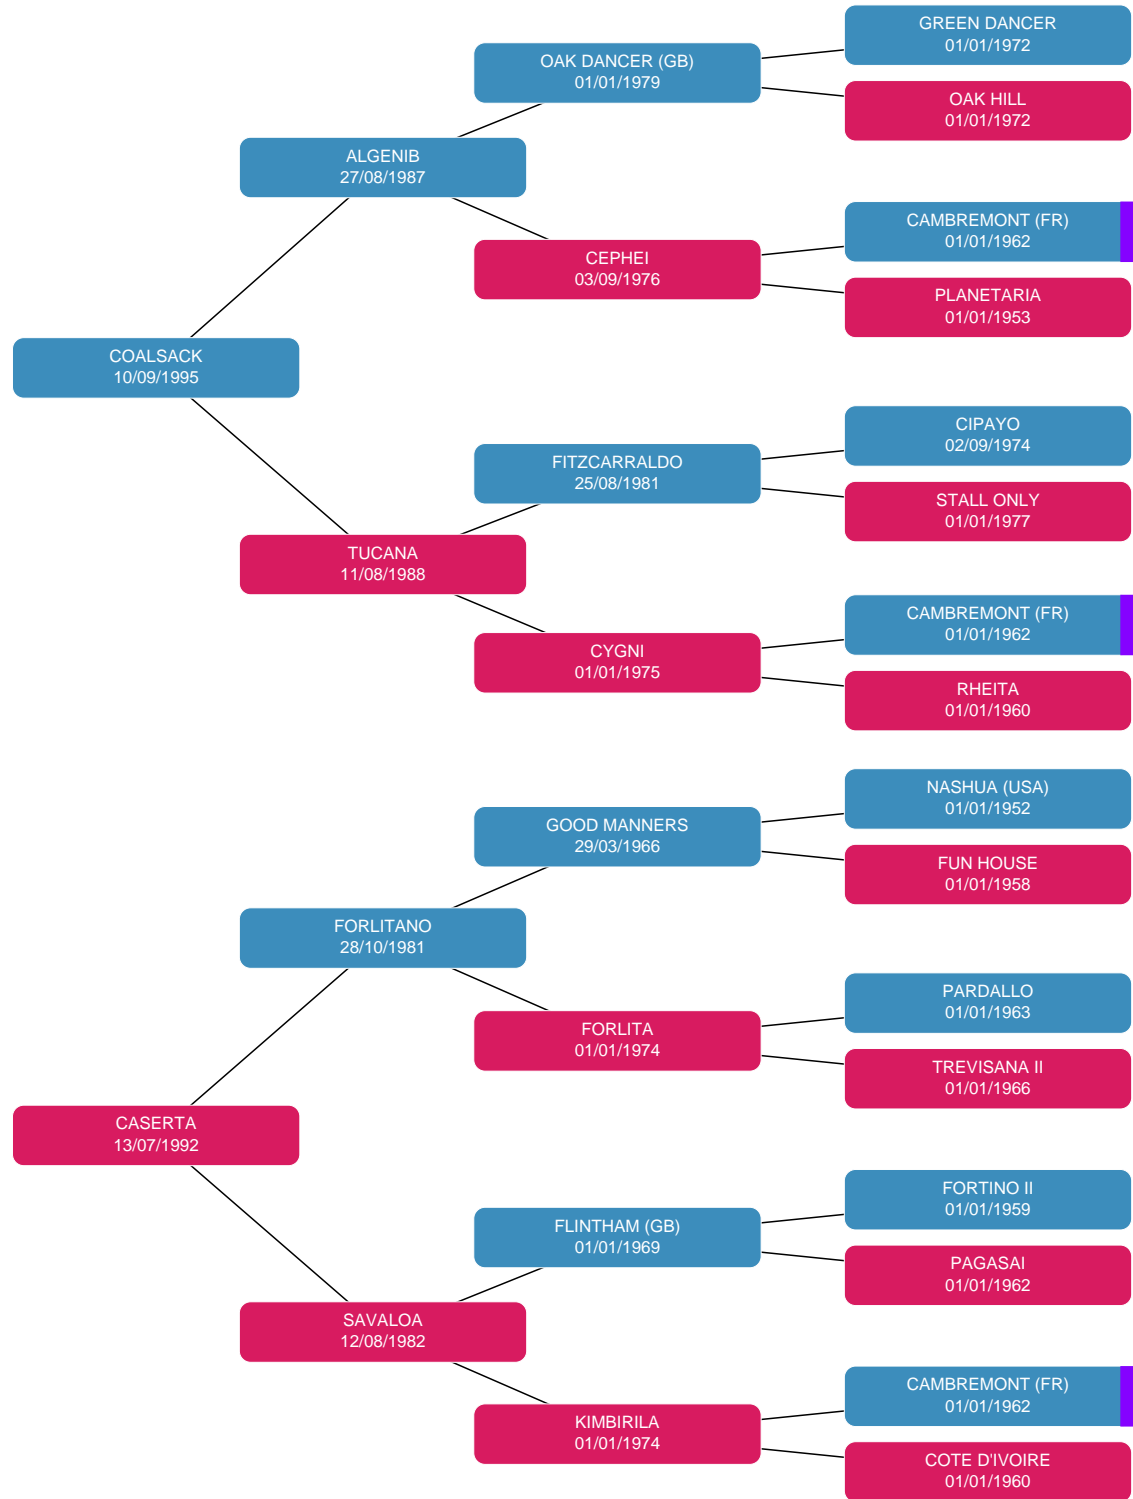 GREEN DANCER
01/01/1972
OAK DANCER (GB)
01/01/1979
OAK HILL
01/01/1972
ALGENIB
27/08/1987
CAMBREMONT (FR)
01/01/1962
CEPHEI
03/09/1976
PLANETARIA
01/01/1953
COALSACK
10/09/1995
CIPAYO
02/09/1974
FITZCARRALDO
25/08/1981
STALL ONLY
01/01/1977
TUCANA
11/08/1988
CAMBREMONT (FR)
01/01/1962
CYGNI
01/01/1975
RHEITA
01/01/1960
NASHUA (USA)
01/01/1952
GOOD MANNERS
29/03/1966
FUN HOUSE
01/01/1958
FORLITANO
28/10/1981
PARDALLO
01/01/1963
FORLITA
01/01/1974
TREVISANA II
01/01/1966
CASERTA
13/07/1992
FORTINO II
01/01/1959
FLINTHAM (GB)
01/01/1969
PAGASAI
01/01/1962
SAVALOA
12/08/1982
CAMBREMONT (FR)
01/01/1962
KIMBIRILA
01/01/1974
COTE D'IVOIRE
01/01/1960